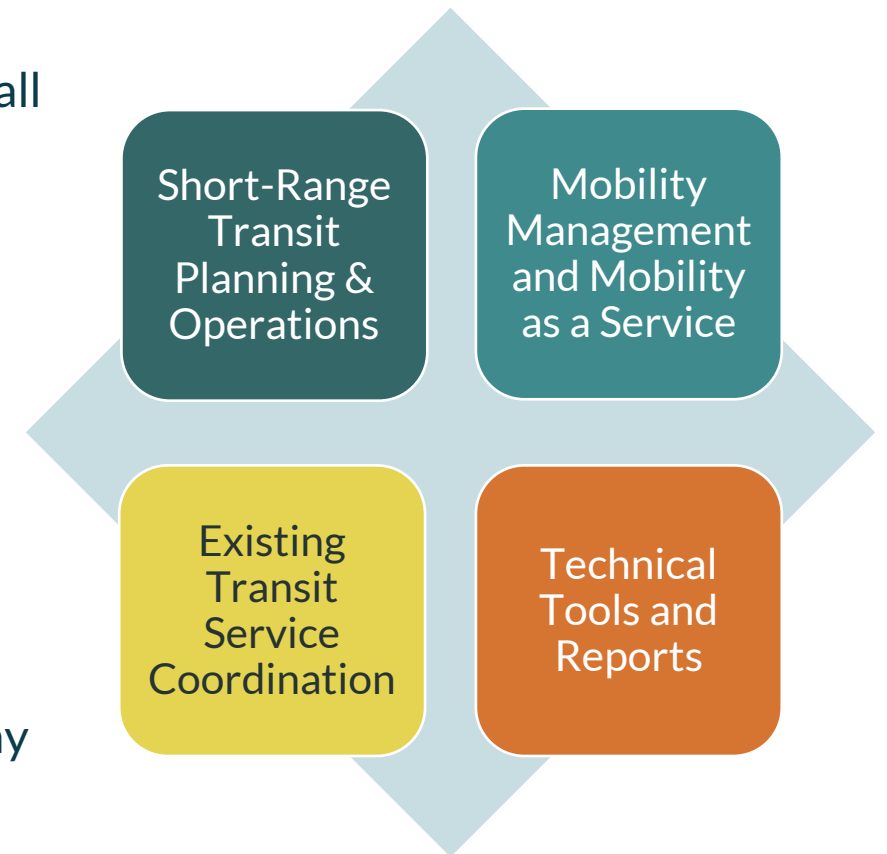 all
Short-Range
Transit
Planning &
Operations
Mobility
Management
and Mobility
as a Service
Existing
Transit
Service
Coordination
Technical
Tools and
Reports